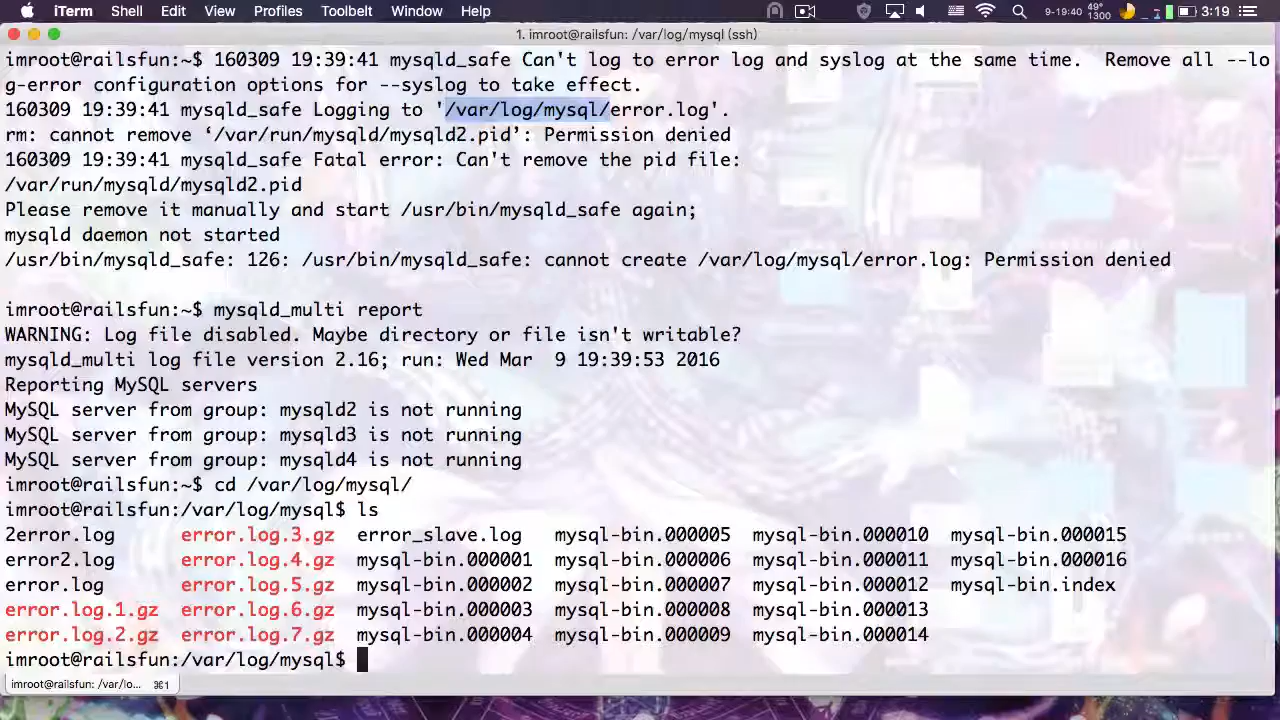 iTerm Shell Edit View Profiles Toolbelt Window Help 9-19:40 49° 1300 3:19
1. imroot@railsfun: /var/log/mysql (ssh)
imroot@railsfun:~$ 160309 19:39:41 mysqld_safe Can't log to error log and syslog at the same time.  Remove all --lo
g-error configuration options for --syslog to take effect.
160309 19:39:41 mysqld_safe Logging to '/var/log/mysql/error.log'.
rm: cannot remove ‘/var/run/mysqld/mysqld2.pid’: Permission denied
160309 19:39:41 mysqld_safe Fatal error: Can't remove the pid file:
/var/run/mysqld/mysqld2.pid
Please remove it manually and start /usr/bin/mysqld_safe again;
mysqld daemon not started
/usr/bin/mysqld_safe: 126: /usr/bin/mysqld_safe: cannot create /var/log/mysql/error.log: Permission denied
imroot@railsfun:~$ mysqld_multi report
WARNING: Log file disabled. Maybe directory or file isn't writable?
mysqld_multi log file version 2.16; run: Wed Mar  9 19:39:53 2016
Reporting MySQL servers
MySQL server from group: mysqld2 is not running
MySQL server from group: mysqld3 is not running
MySQL server from group: mysqld4 is not running
imroot@railsfun:~$ cd /var/log/mysql/
imroot@railsfun:/var/log/mysql$ ls
2error.log error.log.3.gz error_slave.log mysql-bin.000005 mysql-bin.000010 mysql-bin.000015
error2.log error.log.4.gz mysql-bin.000001 mysql-bin.000006 mysql-bin.000011 mysql-bin.000016
error.log error.log.5.gz mysql-bin.000002 mysql-bin.000007 mysql-bin.000012 mysql-bin.index
error.log.1.gz error.log.6.gz mysql-bin.000003 mysql-bin.000008 mysql-bin.000013
error.log.2.gz error.log.7.gz mysql-bin.000004 mysql-bin.000009 mysql-bin.000014
imroot@railsfun:/var/log/mysql$
imroot@railsfun: /var/lo... ⌘1